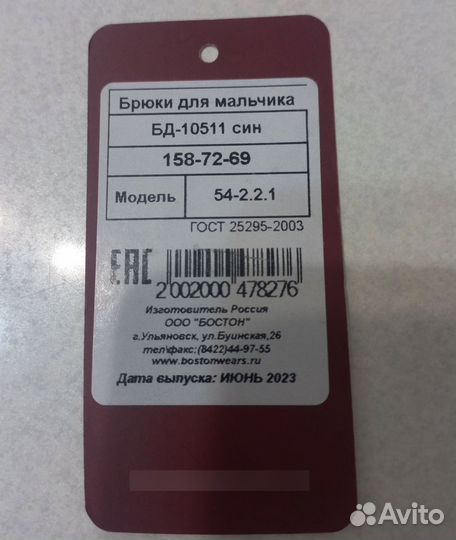 Брюки для мальчика
БД-10511 син
158-72-69
Модель 54-2.2.1
ГОСТ 25295-2003
EAC
2 002000 478276
Изготовитель Россия
ООО "БОСТОН"
г.Ульяновск, ул.Буинская,26
тел\факс:(8422)44-97-55
www.bostonwears.ru
Дата выпуска: ИЮНЬ 2023
Avito